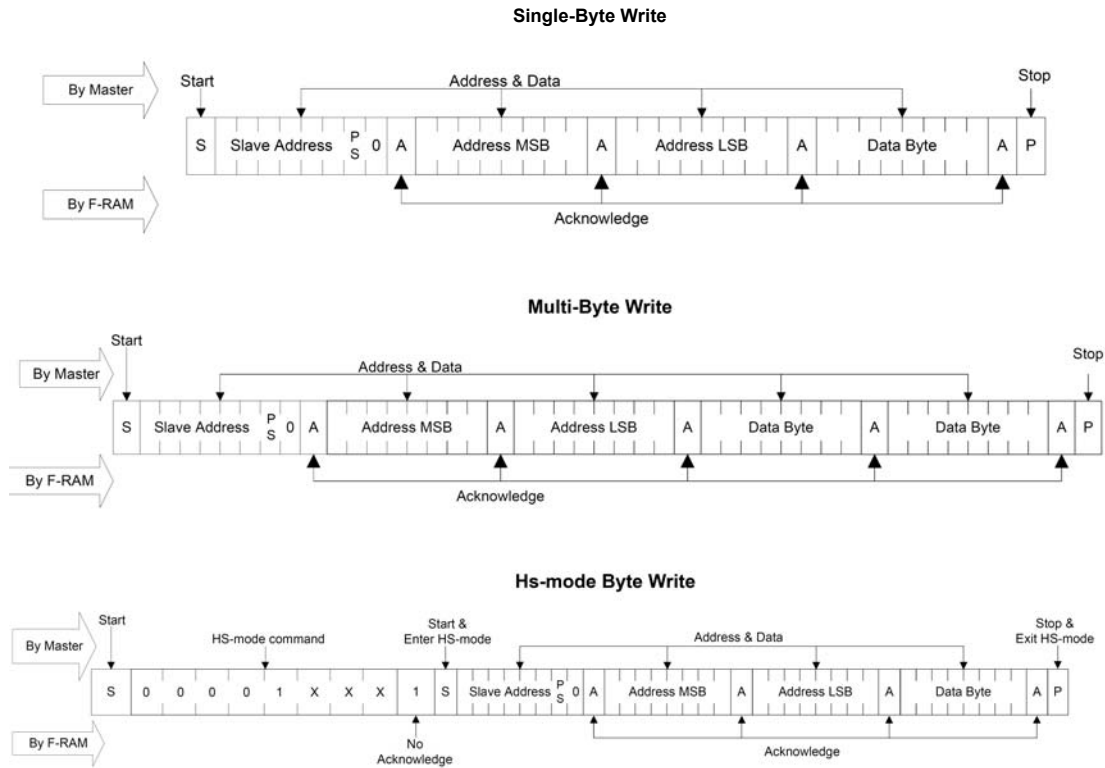 Single-Byte Write
By Master
Start
Address & Data
Stop
S Slave Address P S 0 A Address MSB A Address LSB A Data Byte A P
By F-RAM
Acknowledge
Multi-Byte Write
Start
By Master
Address & Data
Stop
S Slave Address P S 0 A Address MSB A Address LSB A Data Byte A Data Byte A P
By F-RAM
Acknowledge
Hs-mode Byte Write
By Master
Start
HS-mode command
Start &
Enter HS-mode
Address & Data
Stop &
Exit HS-mode
S 0 0 0 0 1 X X X 1 S Slave Address P S 0 A Address MSB A Address LSB A Data Byte A P
By F-RAM
No
Acknowledge
Acknowledge